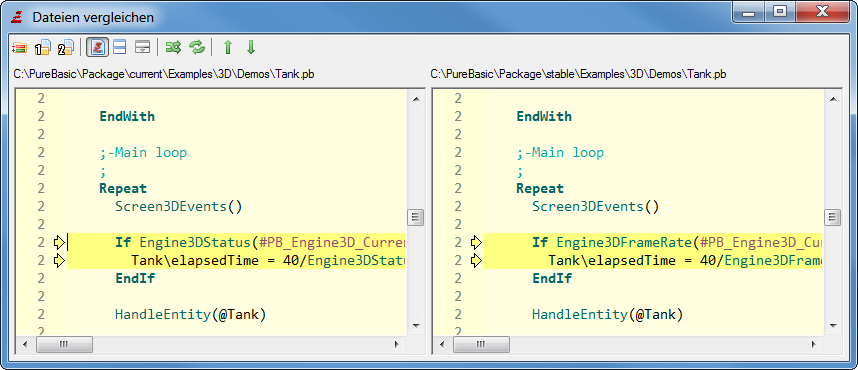 Dateien vergleichen
C:\PureBasic\Package\current\Examples\3D\Demos\Tank.pb
2
2 EndWith
2
2 ;-Main loop
2 ;
2 Repeat
2 Screen3DEvents()
2
2 If Engine3DStatus(#PB_Engine3D_Curre
2 Tank\elapsedTime = 40/Engine3DStatu
2 EndIf
2
2 HandleEntity(@Tank)
2
C:\PureBasic\Package\stable\Examples\3D\Demos\Tank.pb
2
2 EndWith
2
2 ;-Main loop
2 ;
2 Repeat
2 Screen3DEvents()
2
2 If Engine3DFrameRate(#PB_Engine3D_Cu
2 Tank\elapsedTime = 40/Engine3DFram
2 EndIf
2
2 HandleEntity(@Tank)
2